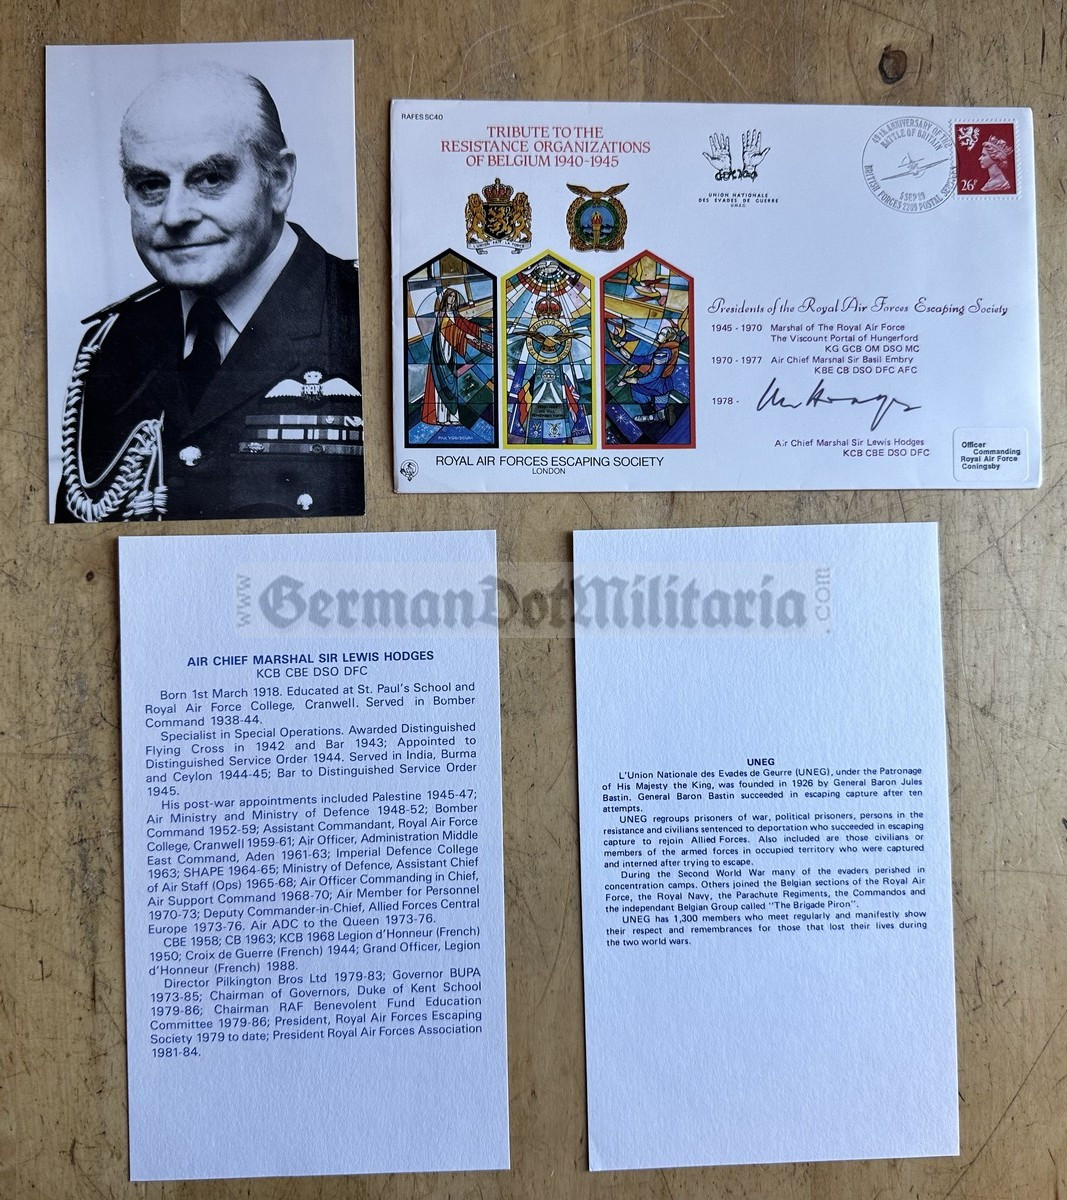 RAFES SC40
TRIBUTE TO THE
RESISTANCE ORGANIZATIONS
OF BELGIUM 1940-1945
UNION NATIONALE
DES EVADES DE GUERRE
U.N.E.G.
49TH ANNIVERSARY OF THE
BATTLE OF BRITAIN
BRITISH FORCES 2209 POSTAL SERVICE
26P
L'UNION FAIT LA FORCE
ROYAL AIR FORCES ESCAPING SOCIETY
LONDON
Presidents of the Royal Air Forces Escaping Society
1945 - 1970 Marshal of The Royal Air Force
The Viscount Portal of Hungerford
KG GCB OM DSO MC
1970 - 1977 Air Chief Marshal Sir Basil Embry
KBE CB DSO DFC AFC
1978 -
Air Chief Marshal Sir Lewis Hodges
KCB CBE DSO DFC
Officer
Commanding
Royal Air Force
Coningsby
www.GermanDotMilitaria.com
AIR CHIEF MARSHAL SIR LEWIS HODGES
KCB CBE DSO DFC
Born 1st March 1918. Educated at St. Paul's School and
Royal Air Force College, Cranwell. Served in Bomber
Command 1938-44.
Specialist in Special Operations. Awarded Distinguished
Flying Cross in 1942 and Bar 1943; Appointed to
Distinguished Service Order 1944. Served in India, Burma
and Ceylon 1944-45; Bar to Distinguished Service Order
1945.
His post-war appointments included Palestine 1945-47;
Air Ministry and Ministry of Defence 1948-52; Bomber
Command 1952-59; Assistant Commandant, Royal Air Force
College, Cranwell 1959-61; Air Officer, Administration Middle
East Command, Aden 1961-63; Imperial Defence College
1963; SHAPE 1964-65; Ministry of Defence, Assistant Chief
of Air Staff (Ops) 1965-68; Air Officer Commanding in Chief,
Air Support Command 1968-70; Air Member for Personnel
1970-73; Deputy Commander-in-Chief, Allied Forces Central
Europe 1973-76. Air ADC to the Queen 1973-76.
CBE 1958; CB 1963; KCB 1968 Legion d'Honneur (French)
1950; Croix de Guerre (French) 1944; Grand Officer, Legion
d'Honneur (French) 1988.
Director Pilkington Bros Ltd 1979-83; Governor BUPA
1973-85; Chairman of Governors, Duke of Kent School
1979-86; Chairman RAF Benevolent Fund Education
Committee 1979-86; President, Royal Air Forces Escaping
Society 1979 to date; President Royal Air Forces Association
1981-84.
UNEG
L'Union Nationale des Evades de Geurre (UNEG), under the Patronage
of His Majesty the King, was founded in 1926 by General Baron Jules
Bastin. General Baron Bastin succeeded in escaping capture after ten
attempts.
UNEG regroups prisoners of war, political prisoners, persons in the
resistance and civilians sentenced to deportation who succeeded in escaping
capture to rejoin Allied Forces. Also included are those civilians or
members of the armed forces in occupied territory who were captured
and interned after trying to escape.
During the Second World War many of the evaders perished in
concentration camps. Others joined the Belgian sections of the Royal Air
Force, the Royal Navy, the Parachute Regiments, the Commandos and
the independant Belgian Group called "The Brigade Piron".
UNEG has 1,300 members who meet regularly and manifestly show
their respect and remembrances for those that lost their lives during
the two world wars.